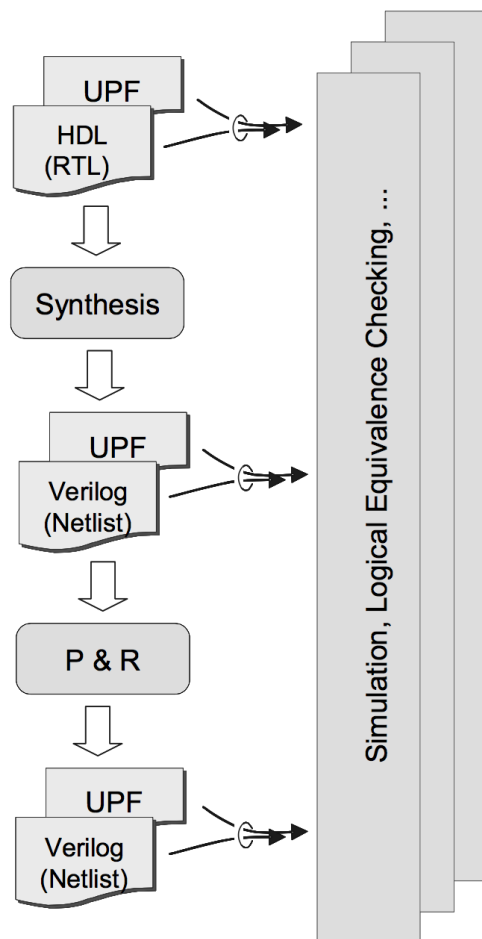 UPF
HDL
(RTL)
Synthesis
UPF
Verilog
(Netlist)
P & R
UPF
Verilog
(Netlist)
Simulation, Logical Equivalence Checking, ...